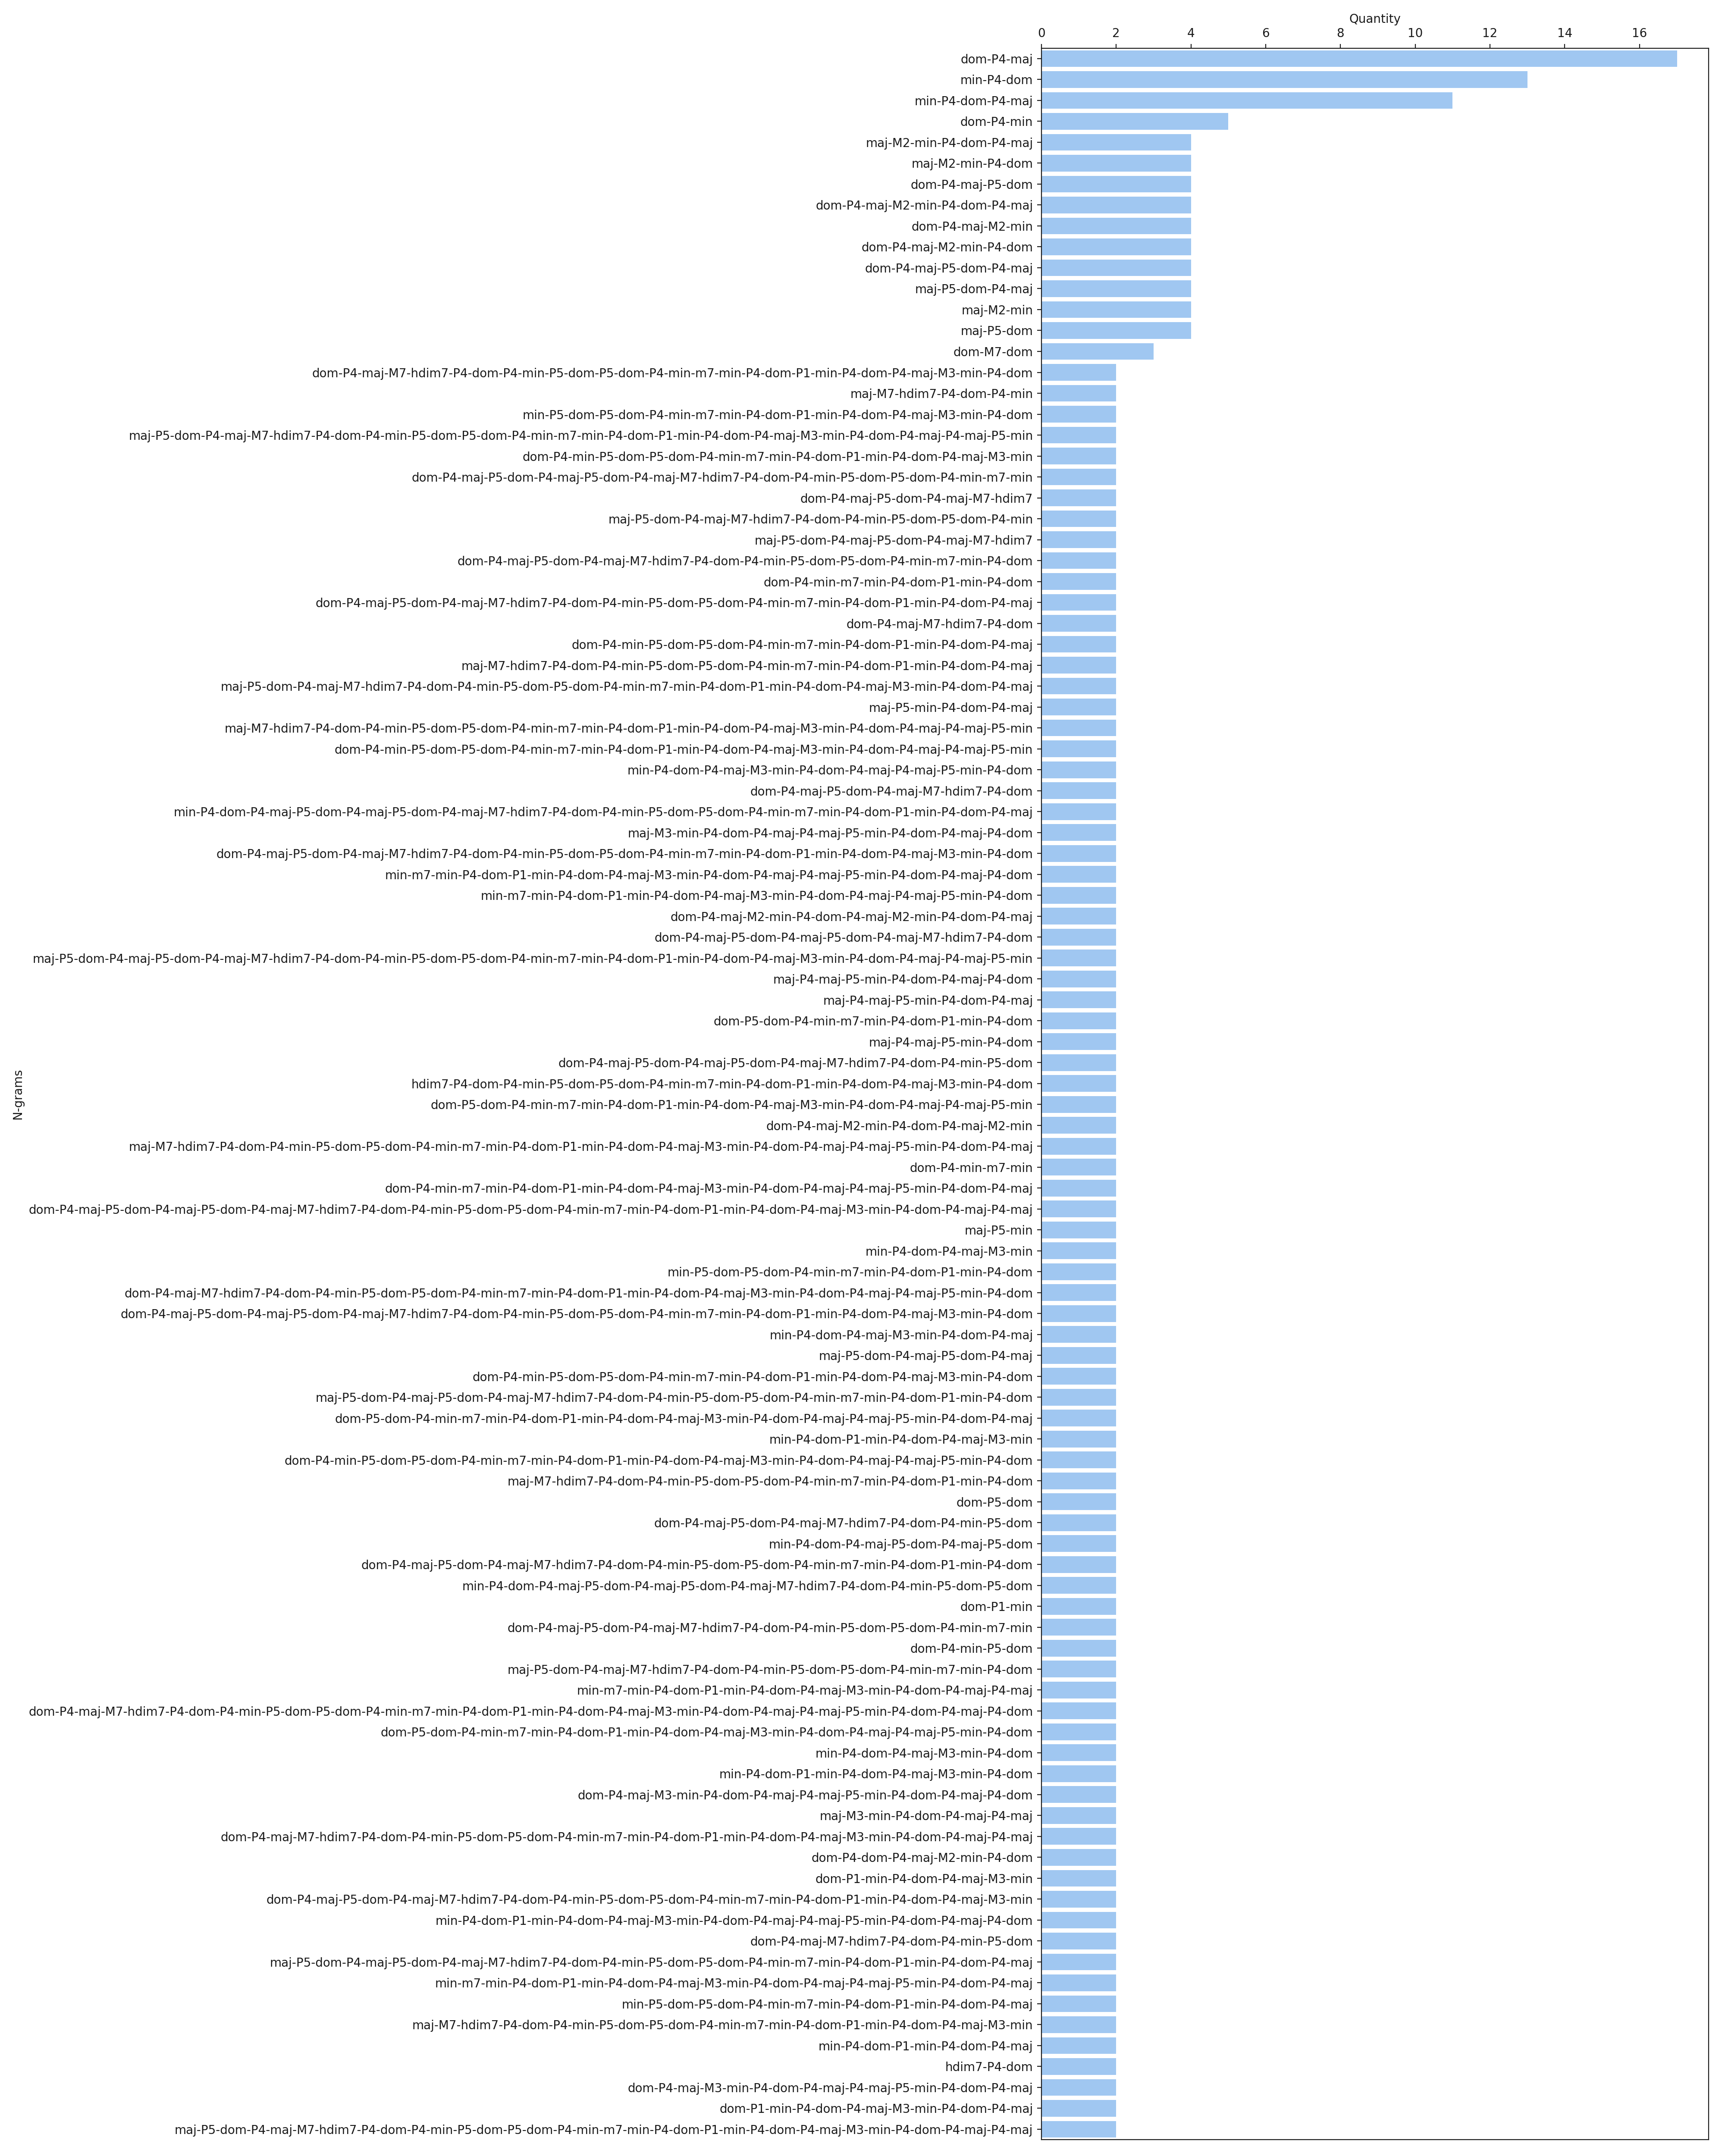 Quantity
0 2 4 6 8 10 12 14 16
dom-P4-maj
min-P4-dom
min-P4-dom-P4-maj
dom-P4-min
maj-M2-min-P4-dom-P4-maj
maj-M2-min-P4-dom
dom-P4-maj-P5-dom
dom-P4-maj-M2-min-P4-dom-P4-maj
dom-P4-maj-M2-min
dom-P4-maj-M2-min-P4-dom
dom-P4-maj-P5-dom-P4-maj
maj-P5-dom-P4-maj
maj-M2-min
maj-P5-dom
dom-M7-dom
dom-P4-maj-M7-hdim7-P4-dom-P4-min-P5-dom-P5-dom-P4-min-m7-min-P4-dom-P1-min-P4-dom-P4-maj-M3-min-P4-dom
maj-M7-hdim7-P4-dom-P4-min
min-P5-dom-P5-dom-P4-min-m7-min-P4-dom-P1-min-P4-dom-P4-maj-M3-min-P4-dom
maj-P5-dom-P4-maj-M7-hdim7-P4-dom-P4-min-P5-dom-P5-dom-P4-min-m7-min-P4-dom-P1-min-P4-dom-P4-maj-M3-min-P4-dom-P4-maj-P4-maj-P5-min
dom-P4-min-P5-dom-P5-dom-P4-min-m7-min-P4-dom-P1-min-P4-dom-P4-maj-M3-min
dom-P4-maj-P5-dom-P4-maj-P5-dom-P4-maj-M7-hdim7-P4-dom-P4-min-P5-dom-P5-dom-P4-min-m7-min
dom-P4-maj-P5-dom-P4-maj-M7-hdim7
maj-P5-dom-P4-maj-M7-hdim7-P4-dom-P4-min-P5-dom-P5-dom-P4-min
maj-P5-dom-P4-maj-P5-dom-P4-maj-M7-hdim7
dom-P4-maj-P5-dom-P4-maj-M7-hdim7-P4-dom-P4-min-P5-dom-P5-dom-P4-min-m7-min-P4-dom
dom-P4-min-m7-min-P4-dom-P1-min-P4-dom
dom-P4-maj-P5-dom-P4-maj-M7-hdim7-P4-dom-P4-min-P5-dom-P5-dom-P4-min-m7-min-P4-dom-P1-min-P4-dom-P4-maj
dom-P4-maj-M7-hdim7-P4-dom
dom-P4-min-P5-dom-P5-dom-P4-min-m7-min-P4-dom-P1-min-P4-dom-P4-maj
maj-M7-hdim7-P4-dom-P4-min-P5-dom-P5-dom-P4-min-m7-min-P4-dom-P1-min-P4-dom-P4-maj
maj-P5-dom-P4-maj-M7-hdim7-P4-dom-P4-min-P5-dom-P5-dom-P4-min-m7-min-P4-dom-P1-min-P4-dom-P4-maj-M3-min-P4-dom-P4-maj
maj-P5-min-P4-dom-P4-maj
maj-M7-hdim7-P4-dom-P4-min-P5-dom-P5-dom-P4-min-m7-min-P4-dom-P1-min-P4-dom-P4-maj-M3-min-P4-dom-P4-maj-P4-maj-P5-min
dom-P4-min-P5-dom-P5-dom-P4-min-m7-min-P4-dom-P1-min-P4-dom-P4-maj-M3-min-P4-dom-P4-maj-P4-maj-P5-min
min-P4-dom-P4-maj-M3-min-P4-dom-P4-maj-P4-maj-P5-min-P4-dom
dom-P4-maj-P5-dom-P4-maj-M7-hdim7-P4-dom
min-P4-dom-P4-maj-P5-dom-P4-maj-P5-dom-P4-maj-M7-hdim7-P4-dom-P4-min-P5-dom-P5-dom-P4-min-m7-min-P4-dom-P1-min-P4-dom-P4-maj
maj-M3-min-P4-dom-P4-maj-P4-maj-P5-min-P4-dom-P4-maj-P4-dom
dom-P4-maj-P5-dom-P4-maj-M7-hdim7-P4-dom-P4-min-P5-dom-P5-dom-P4-min-m7-min-P4-dom-P1-min-P4-dom-P4-maj-M3-min-P4-dom
min-m7-min-P4-dom-P1-min-P4-dom-P4-maj-M3-min-P4-dom-P4-maj-P4-maj-P5-min-P4-dom-P4-maj-P4-dom
min-m7-min-P4-dom-P1-min-P4-dom-P4-maj-M3-min-P4-dom-P4-maj-P4-maj-P5-min-P4-dom
dom-P4-maj-M2-min-P4-dom-P4-maj-M2-min-P4-dom-P4-maj
dom-P4-maj-P5-dom-P4-maj-P5-dom-P4-maj-M7-hdim7-P4-dom
maj-P5-dom-P4-maj-P5-dom-P4-maj-M7-hdim7-P4-dom-P4-min-P5-dom-P5-dom-P4-min-m7-min-P4-dom-P1-min-P4-dom-P4-maj-M3-min-P4-dom-P4-maj-P4-maj-P5-min
maj-P4-maj-P5-min-P4-dom-P4-maj-P4-dom
maj-P4-maj-P5-min-P4-dom-P4-maj
dom-P5-dom-P4-min-m7-min-P4-dom-P1-min-P4-dom
maj-P4-maj-P5-min-P4-dom
dom-P4-maj-P5-dom-P4-maj-P5-dom-P4-maj-M7-hdim7-P4-dom-P4-min-P5-dom
hdim7-P4-dom-P4-min-P5-dom-P5-dom-P4-min-m7-min-P4-dom-P1-min-P4-dom-P4-maj-M3-min-P4-dom
N-grams
dom-P5-dom-P4-min-m7-min-P4-dom-P1-min-P4-dom-P4-maj-M3-min-P4-dom-P4-maj-P4-maj-P5-min
dom-P4-maj-M2-min-P4-dom-P4-maj-M2-min
maj-M7-hdim7-P4-dom-P4-min-P5-dom-P5-dom-P4-min-m7-min-P4-dom-P1-min-P4-dom-P4-maj-M3-min-P4-dom-P4-maj-P4-maj-P5-min-P4-dom-P4-maj
dom-P4-min-m7-min
dom-P4-min-m7-min-P4-dom-P1-min-P4-dom-P4-maj-M3-min-P4-dom-P4-maj-P4-maj-P5-min-P4-dom-P4-maj
dom-P4-maj-P5-dom-P4-maj-P5-dom-P4-maj-M7-hdim7-P4-dom-P4-min-P5-dom-P5-dom-P4-min-m7-min-P4-dom-P1-min-P4-dom-P4-maj-M3-min-P4-dom-P4-maj-P4-maj
maj-P5-min
min-P4-dom-P4-maj-M3-min
min-P5-dom-P5-dom-P4-min-m7-min-P4-dom-P1-min-P4-dom
dom-P4-maj-M7-hdim7-P4-dom-P4-min-P5-dom-P5-dom-P4-min-m7-min-P4-dom-P1-min-P4-dom-P4-maj-M3-min-P4-dom-P4-maj-P4-maj-P5-min-P4-dom
dom-P4-maj-P5-dom-P4-maj-P5-dom-P4-maj-M7-hdim7-P4-dom-P4-min-P5-dom-P5-dom-P4-min-m7-min-P4-dom-P1-min-P4-dom-P4-maj-M3-min-P4-dom
min-P4-dom-P4-maj-M3-min-P4-dom-P4-maj
maj-P5-dom-P4-maj-P5-dom-P4-maj
dom-P4-min-P5-dom-P5-dom-P4-min-m7-min-P4-dom-P1-min-P4-dom-P4-maj-M3-min-P4-dom
maj-P5-dom-P4-maj-P5-dom-P4-maj-M7-hdim7-P4-dom-P4-min-P5-dom-P5-dom-P4-min-m7-min-P4-dom-P1-min-P4-dom
dom-P5-dom-P4-min-m7-min-P4-dom-P1-min-P4-dom-P4-maj-M3-min-P4-dom-P4-maj-P4-maj-P5-min-P4-dom-P4-maj
min-P4-dom-P1-min-P4-dom-P4-maj-M3-min
dom-P4-min-P5-dom-P5-dom-P4-min-m7-min-P4-dom-P1-min-P4-dom-P4-maj-M3-min-P4-dom-P4-maj-P4-maj-P5-min-P4-dom
maj-M7-hdim7-P4-dom-P4-min-P5-dom-P5-dom-P4-min-m7-min-P4-dom-P1-min-P4-dom
dom-P5-dom
dom-P4-maj-P5-dom-P4-maj-M7-hdim7-P4-dom-P4-min-P5-dom
min-P4-dom-P4-maj-P5-dom-P4-maj-P5-dom
dom-P4-maj-P5-dom-P4-maj-M7-hdim7-P4-dom-P4-min-P5-dom-P5-dom-P4-min-m7-min-P4-dom-P1-min-P4-dom
min-P4-dom-P4-maj-P5-dom-P4-maj-P5-dom-P4-maj-M7-hdim7-P4-dom-P4-min-P5-dom-P5-dom
dom-P1-min
dom-P4-maj-P5-dom-P4-maj-M7-hdim7-P4-dom-P4-min-P5-dom-P5-dom-P4-min-m7-min
dom-P4-min-P5-dom
maj-P5-dom-P4-maj-M7-hdim7-P4-dom-P4-min-P5-dom-P5-dom-P4-min-m7-min-P4-dom
min-m7-min-P4-dom-P1-min-P4-dom-P4-maj-M3-min-P4-dom-P4-maj-P4-maj
dom-P4-maj-M7-hdim7-P4-dom-P4-min-P5-dom-P5-dom-P4-min-m7-min-P4-dom-P1-min-P4-dom-P4-maj-M3-min-P4-dom-P4-maj-P4-maj-P5-min-P4-dom-P4-maj-P4-dom
dom-P5-dom-P4-min-m7-min-P4-dom-P1-min-P4-dom-P4-maj-M3-min-P4-dom-P4-maj-P4-maj-P5-min-P4-dom
min-P4-dom-P4-maj-M3-min-P4-dom
min-P4-dom-P1-min-P4-dom-P4-maj-M3-min-P4-dom
dom-P4-maj-M3-min-P4-dom-P4-maj-P4-maj-P5-min-P4-dom-P4-maj-P4-dom
maj-M3-min-P4-dom-P4-maj-P4-maj
dom-P4-maj-M7-hdim7-P4-dom-P4-min-P5-dom-P5-dom-P4-min-m7-min-P4-dom-P1-min-P4-dom-P4-maj-M3-min-P4-dom-P4-maj-P4-maj
dom-P4-dom-P4-maj-M2-min-P4-dom
dom-P1-min-P4-dom-P4-maj-M3-min
dom-P4-maj-P5-dom-P4-maj-M7-hdim7-P4-dom-P4-min-P5-dom-P5-dom-P4-min-m7-min-P4-dom-P1-min-P4-dom-P4-maj-M3-min
min-P4-dom-P1-min-P4-dom-P4-maj-M3-min-P4-dom-P4-maj-P4-maj-P5-min-P4-dom-P4-maj-P4-dom
dom-P4-maj-M7-hdim7-P4-dom-P4-min-P5-dom
maj-P5-dom-P4-maj-P5-dom-P4-maj-M7-hdim7-P4-dom-P4-min-P5-dom-P5-dom-P4-min-m7-min-P4-dom-P1-min-P4-dom-P4-maj
min-m7-min-P4-dom-P1-min-P4-dom-P4-maj-M3-min-P4-dom-P4-maj-P4-maj-P5-min-P4-dom-P4-maj
min-P5-dom-P5-dom-P4-min-m7-min-P4-dom-P1-min-P4-dom-P4-maj
maj-M7-hdim7-P4-dom-P4-min-P5-dom-P5-dom-P4-min-m7-min-P4-dom-P1-min-P4-dom-P4-maj-M3-min
min-P4-dom-P1-min-P4-dom-P4-maj
hdim7-P4-dom
dom-P4-maj-M3-min-P4-dom-P4-maj-P4-maj-P5-min-P4-dom-P4-maj
dom-P1-min-P4-dom-P4-maj-M3-min-P4-dom-P4-maj
maj-P5-dom-P4-maj-M7-hdim7-P4-dom-P4-min-P5-dom-P5-dom-P4-min-m7-min-P4-dom-P1-min-P4-dom-P4-maj-M3-min-P4-dom-P4-maj-P4-maj